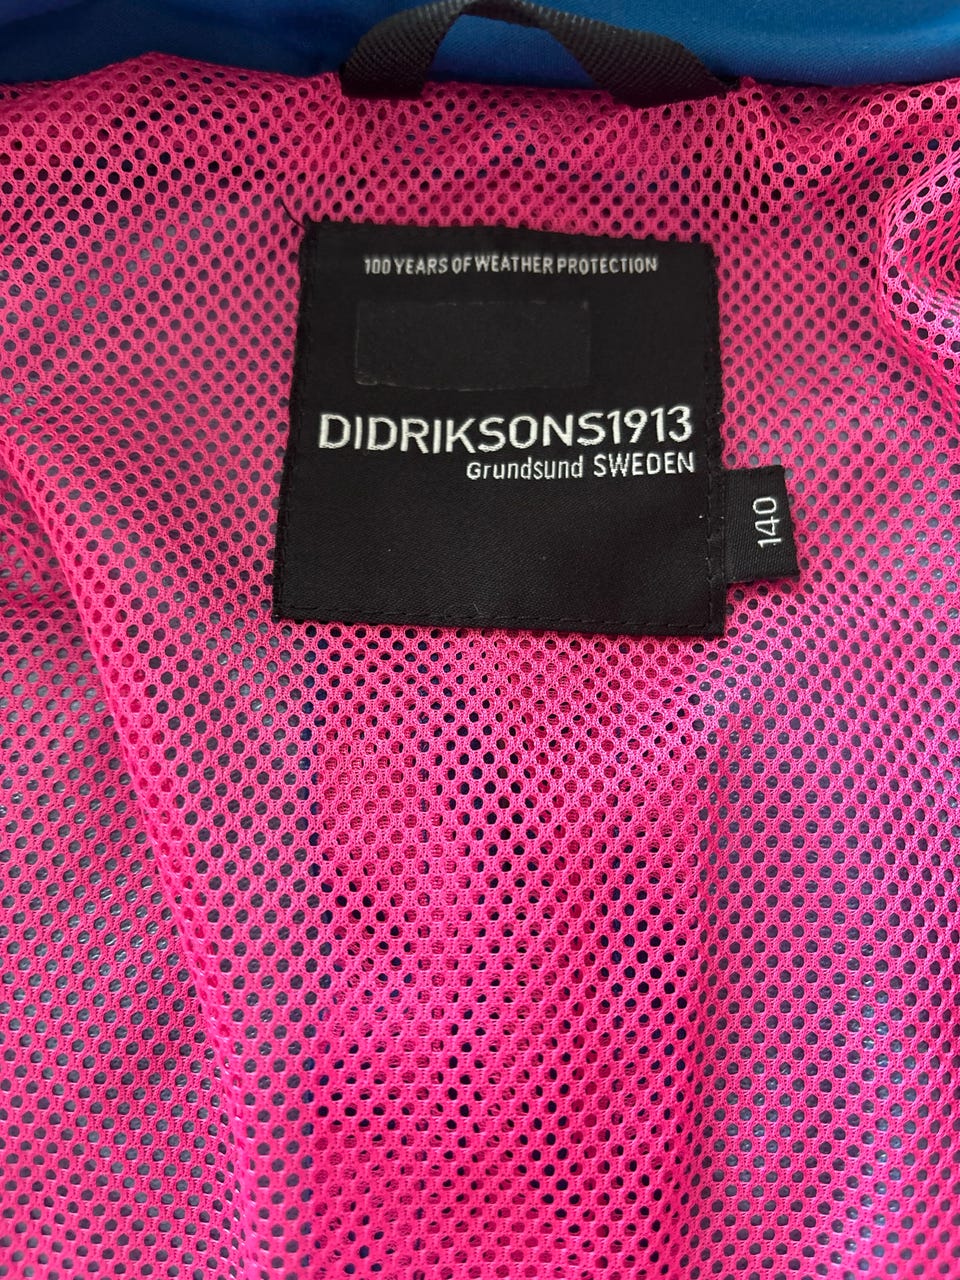 100 YEARS OF WEATHER PROTECTION
DIDRIKSONS1913
Grundsund SWEDEN
140